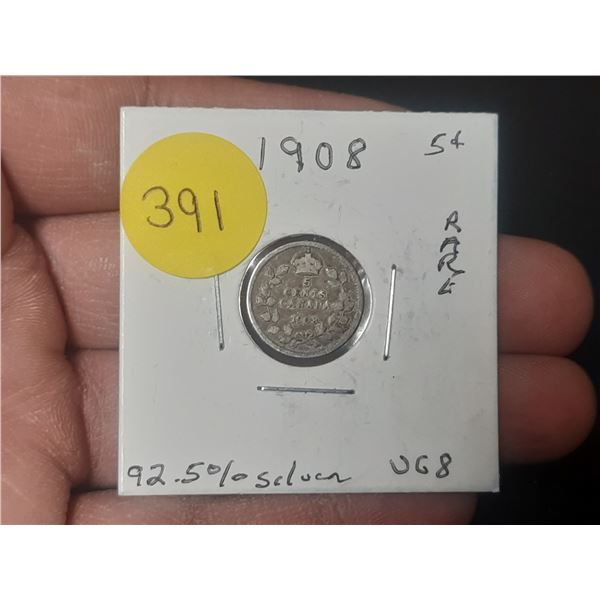 1908 5¢
391
RARE
5
CENTS
CANADA
1908
92.5% silver VG8